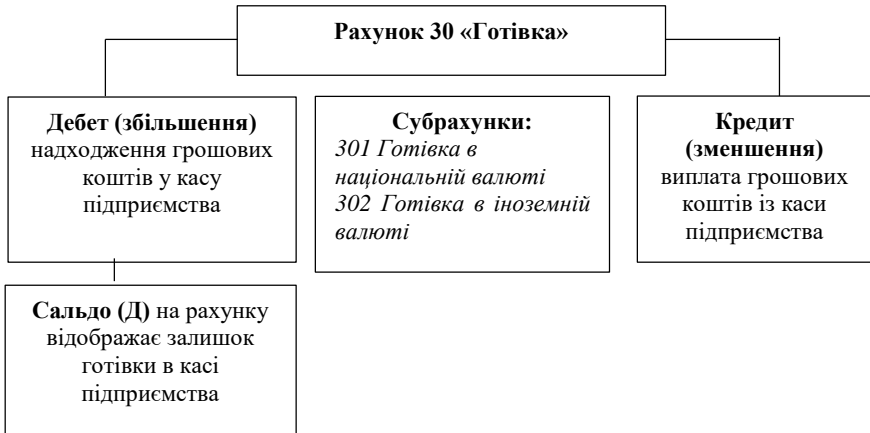 Рахунок 30 «Готівка»
Дебет (збільшення)
надходження грошових
коштів у касу
підприємства
Субрахунки:
301 Готівка в
національній валюті
302 Готівка в іноземній
валюті
Кредит
(зменшення)
виплата грошових
коштів із каси
підприємства
Сальдо (Д) на рахунку
відображає залишок
готівки в касі
підприємства